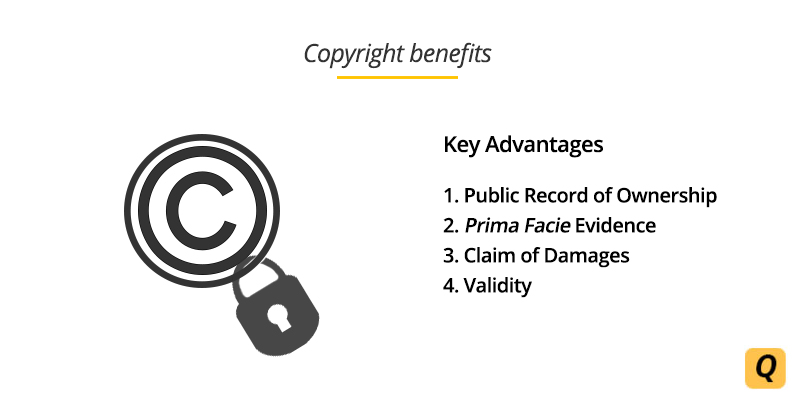 Copyright benefits
©
Key Advantages
1. Public Record of Ownership
2. Prima Facie Evidence
3. Claim of Damages
4. Validity
Q